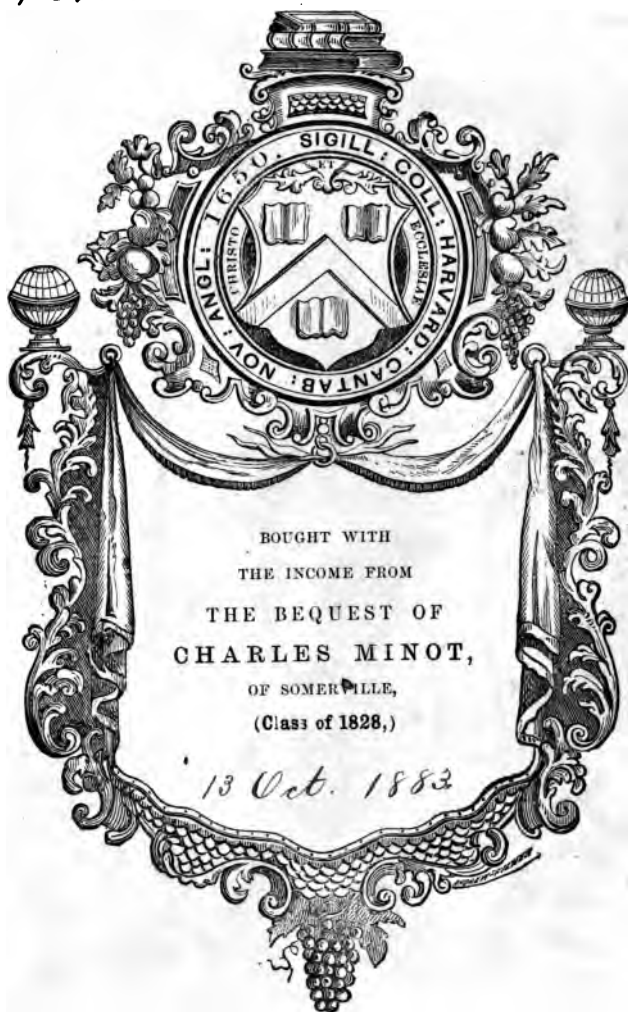 SIGILL: COLL: HARVARD: CANTAB: NOV: ANGL: 1650.
CHRISTO
ET
ECCLESIAE
BOUGHT WITH
THE INCOME FROM
THE BEQUEST OF
CHARLES MINOT,
OF SOMERVILLE,
(Class of 1828,)
13 Oct. 1883